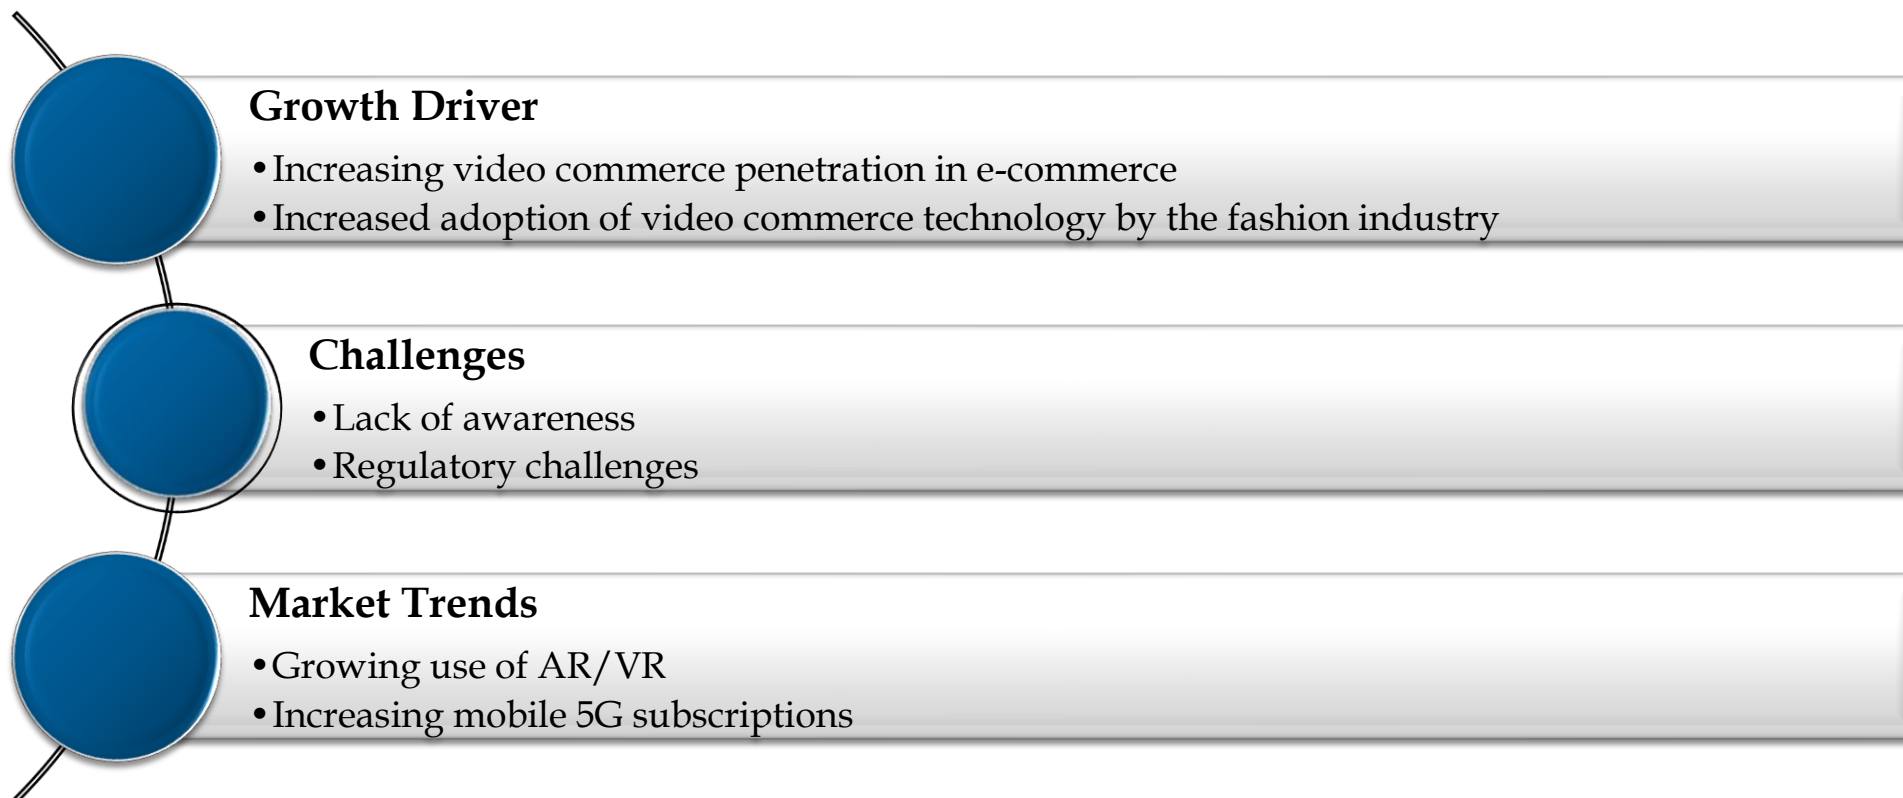 Growth Driver
•Increasing video commerce penetration in e-commerce
•Increased adoption of video commerce technology by the fashion industry
Challenges
•Lack of awareness
•Regulatory challenges
Market Trends
•Growing use of AR/VR
•Increasing mobile 5G subscriptions